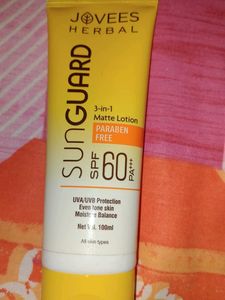 JOVEES
HERBAL
SUNGUARD
3-in-1
Matte Lotion
PARABEN
FREE
SPF 60 PA+++
UVA/UVB Protection
Even tone skin
Moisture Balance
Net Vol. 100ml
All skin types